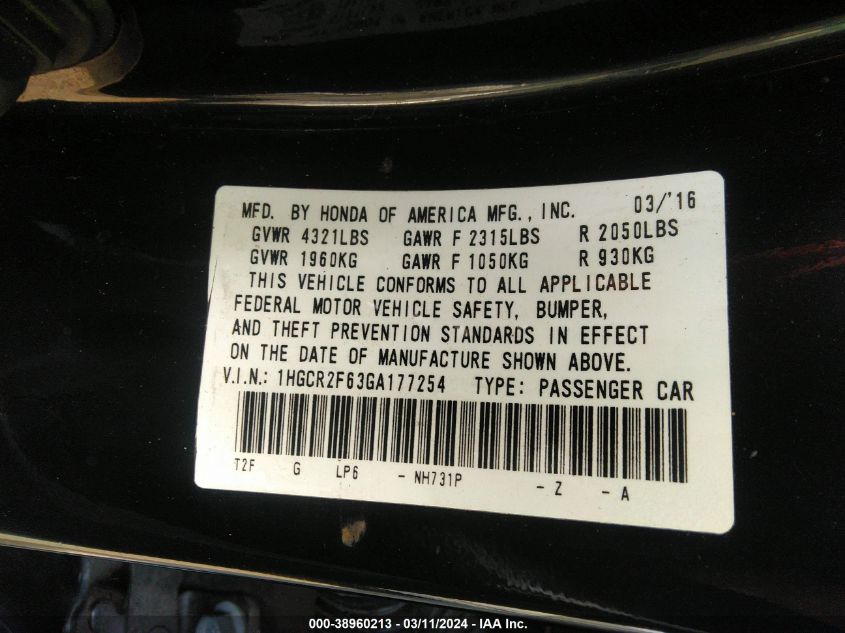 MFD. BY HONDA OF AMERICA MFG., INC. 03/'16
GVWR 4321LBS GAWR F 2315LBS R 2050LBS
GVWR 1960KG GAWR F 1050KG R 930KG
THIS VEHICLE CONFORMS TO ALL APPLICABLE
FEDERAL MOTOR VEHICLE SAFETY, BUMPER,
AND THEFT PREVENTION STANDARDS IN EFFECT
ON THE DATE OF MANUFACTURE SHOWN ABOVE.
V.I.N.: 1HGCR2F63GA177254 TYPE: PASSENGER CAR
T2F G LP6 - NH731P - Z - A
000-38960213 - 03/11/2024 - IAA Inc.